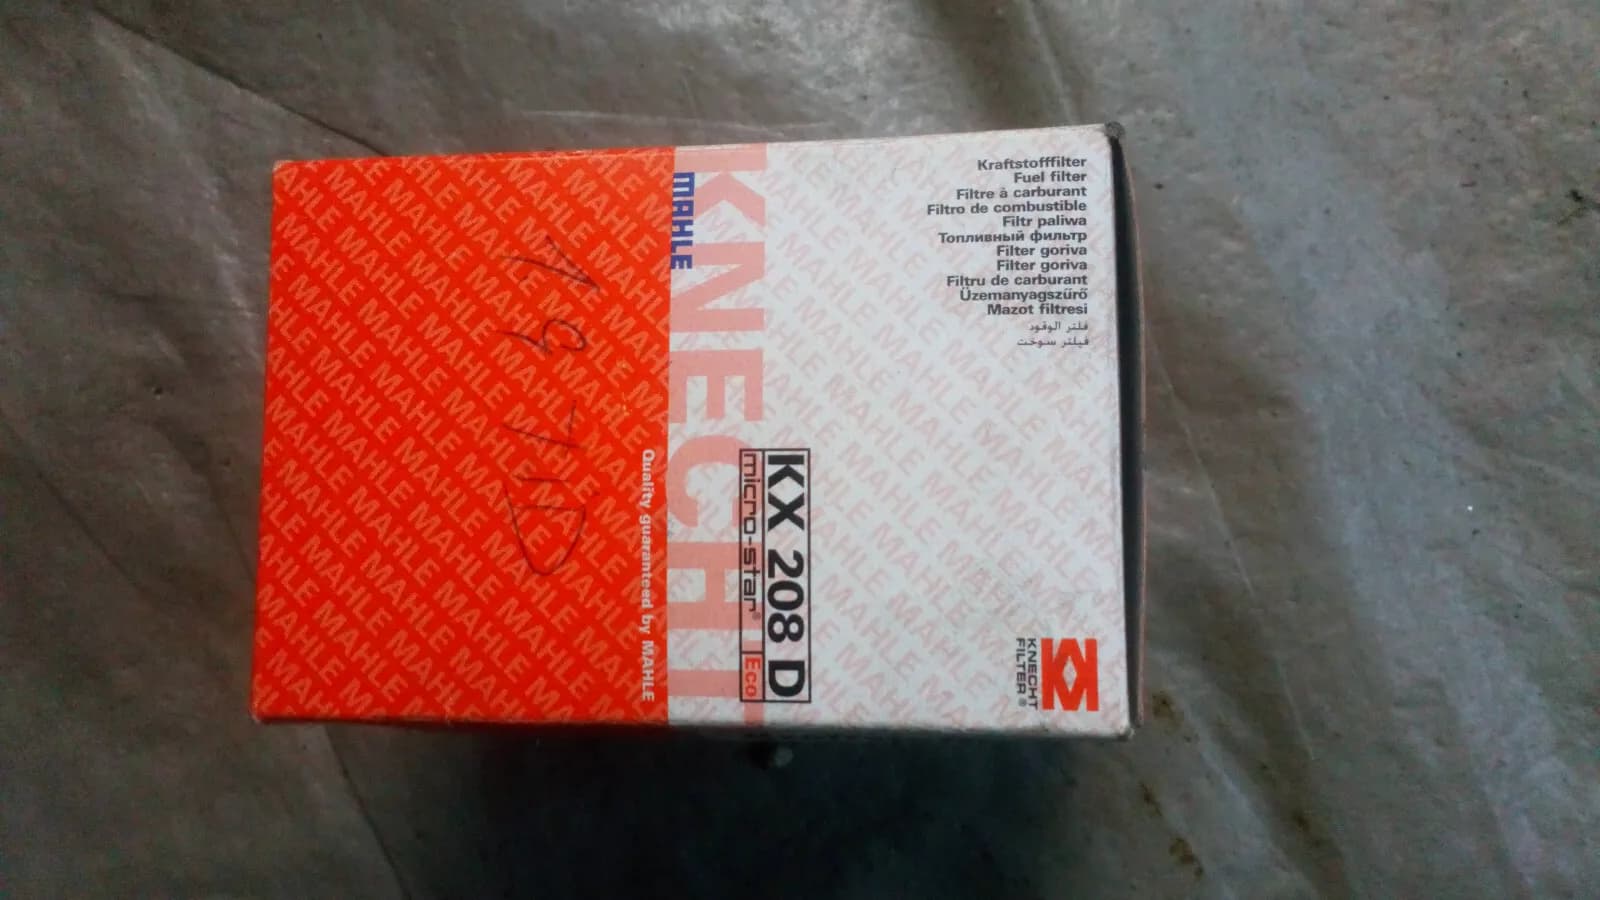 Kraftstofffilter
Fuel filter
Filtre à carburant
Filtro de combustible
Filtr paliwa
Топливный фильтр
Filter goriva
Filter goriva
Filtru de carburant
Üzemanyagszűrő
Mazot filtresi
فلتر الوقود
فیلتر سوخت
KNECHT
FILTER®
KX 208 D
micro-star® Eco
KNECHT
MAHLE
Quality guaranteed by MAHLE